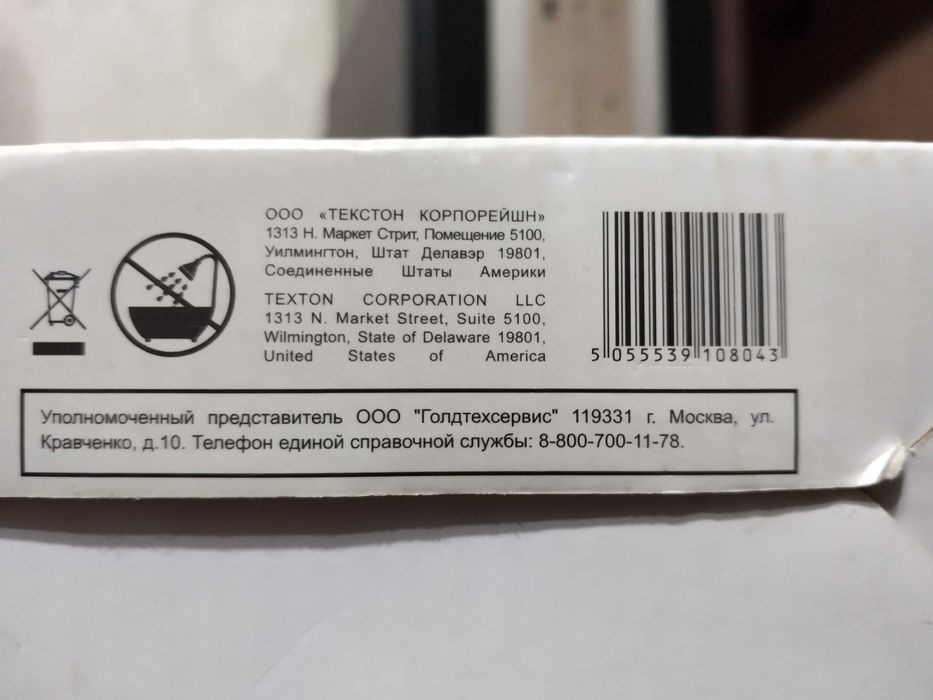 ООО «ТЕКСТОН КОРПОРЕЙШН»
1313 Н. Маркет Стрит, Помещение 5100,
Уилмингтон, Штат Делавэр 19801,
Соединенные Штаты Америки
TEXTON CORPORATION LLC
1313 N. Market Street, Suite 5100,
Wilmington, State of Delaware 19801,
United States of America
5 055539 108043
Уполномоченный представитель ООО "Голдтехсервис" 119331 г. Москва, ул.
Кравченко, д.10. Телефон единой справочной службы: 8-800-700-11-78.